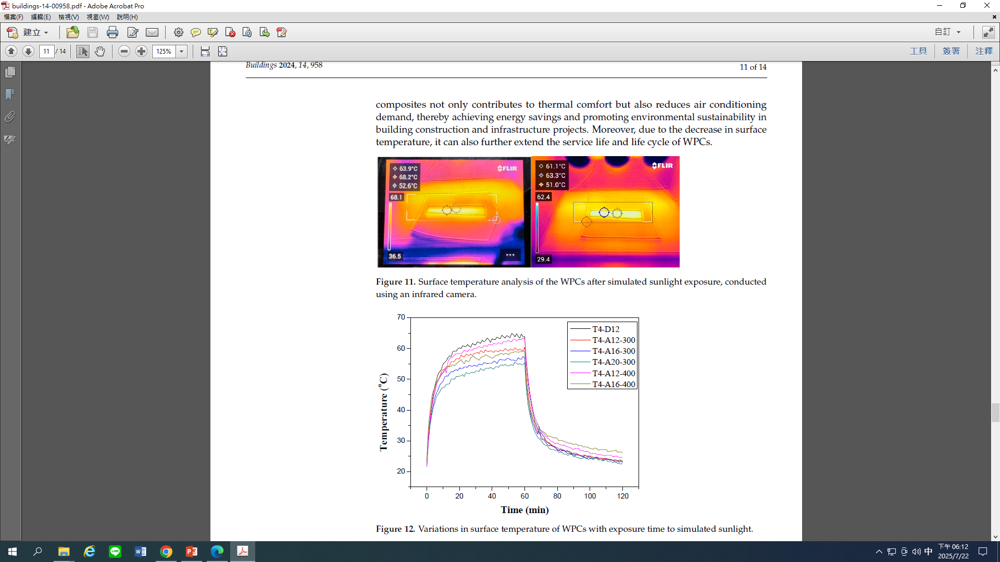 buildings-14-00958.pdf - Adobe Acrobat Pro
檔案(F) 編輯(E) 檢視(V) 視窗(W) 說明(H)
建立 自訂
11 / 14 125% 工具 簽署 注釋
Buildings 2024, 14, 958 11 of 14
composites not only contributes to thermal comfort but also reduces air conditioning
demand, thereby achieving energy savings and promoting environmental sustainability in
building construction and infrastructure projects. Moreover, due to the decrease in surface
temperature, it can also further extend the service life and life cycle of WPCs.
63.9°C
68.2°C
52.6°C
FLIR
68.1
36.5
61.1°C
63.3°C
51.0°C
FLIR
62.4
29.4
Figure 11. Surface temperature analysis of the WPCs after simulated sunlight exposure, conducted
using an infrared camera.
70
60
50
40
30
20
Temperature (°C)
T4-D12
T4-A12-300
T4-A16-300
T4-A20-300
T4-A12-400
T4-A16-400
0 20 40 60 80 100 120
Time (min)
Figure 12. Variations in surface temperature of WPCs with exposure time to simulated sunlight.
LINE
中
下午 06:12
2025/7/22